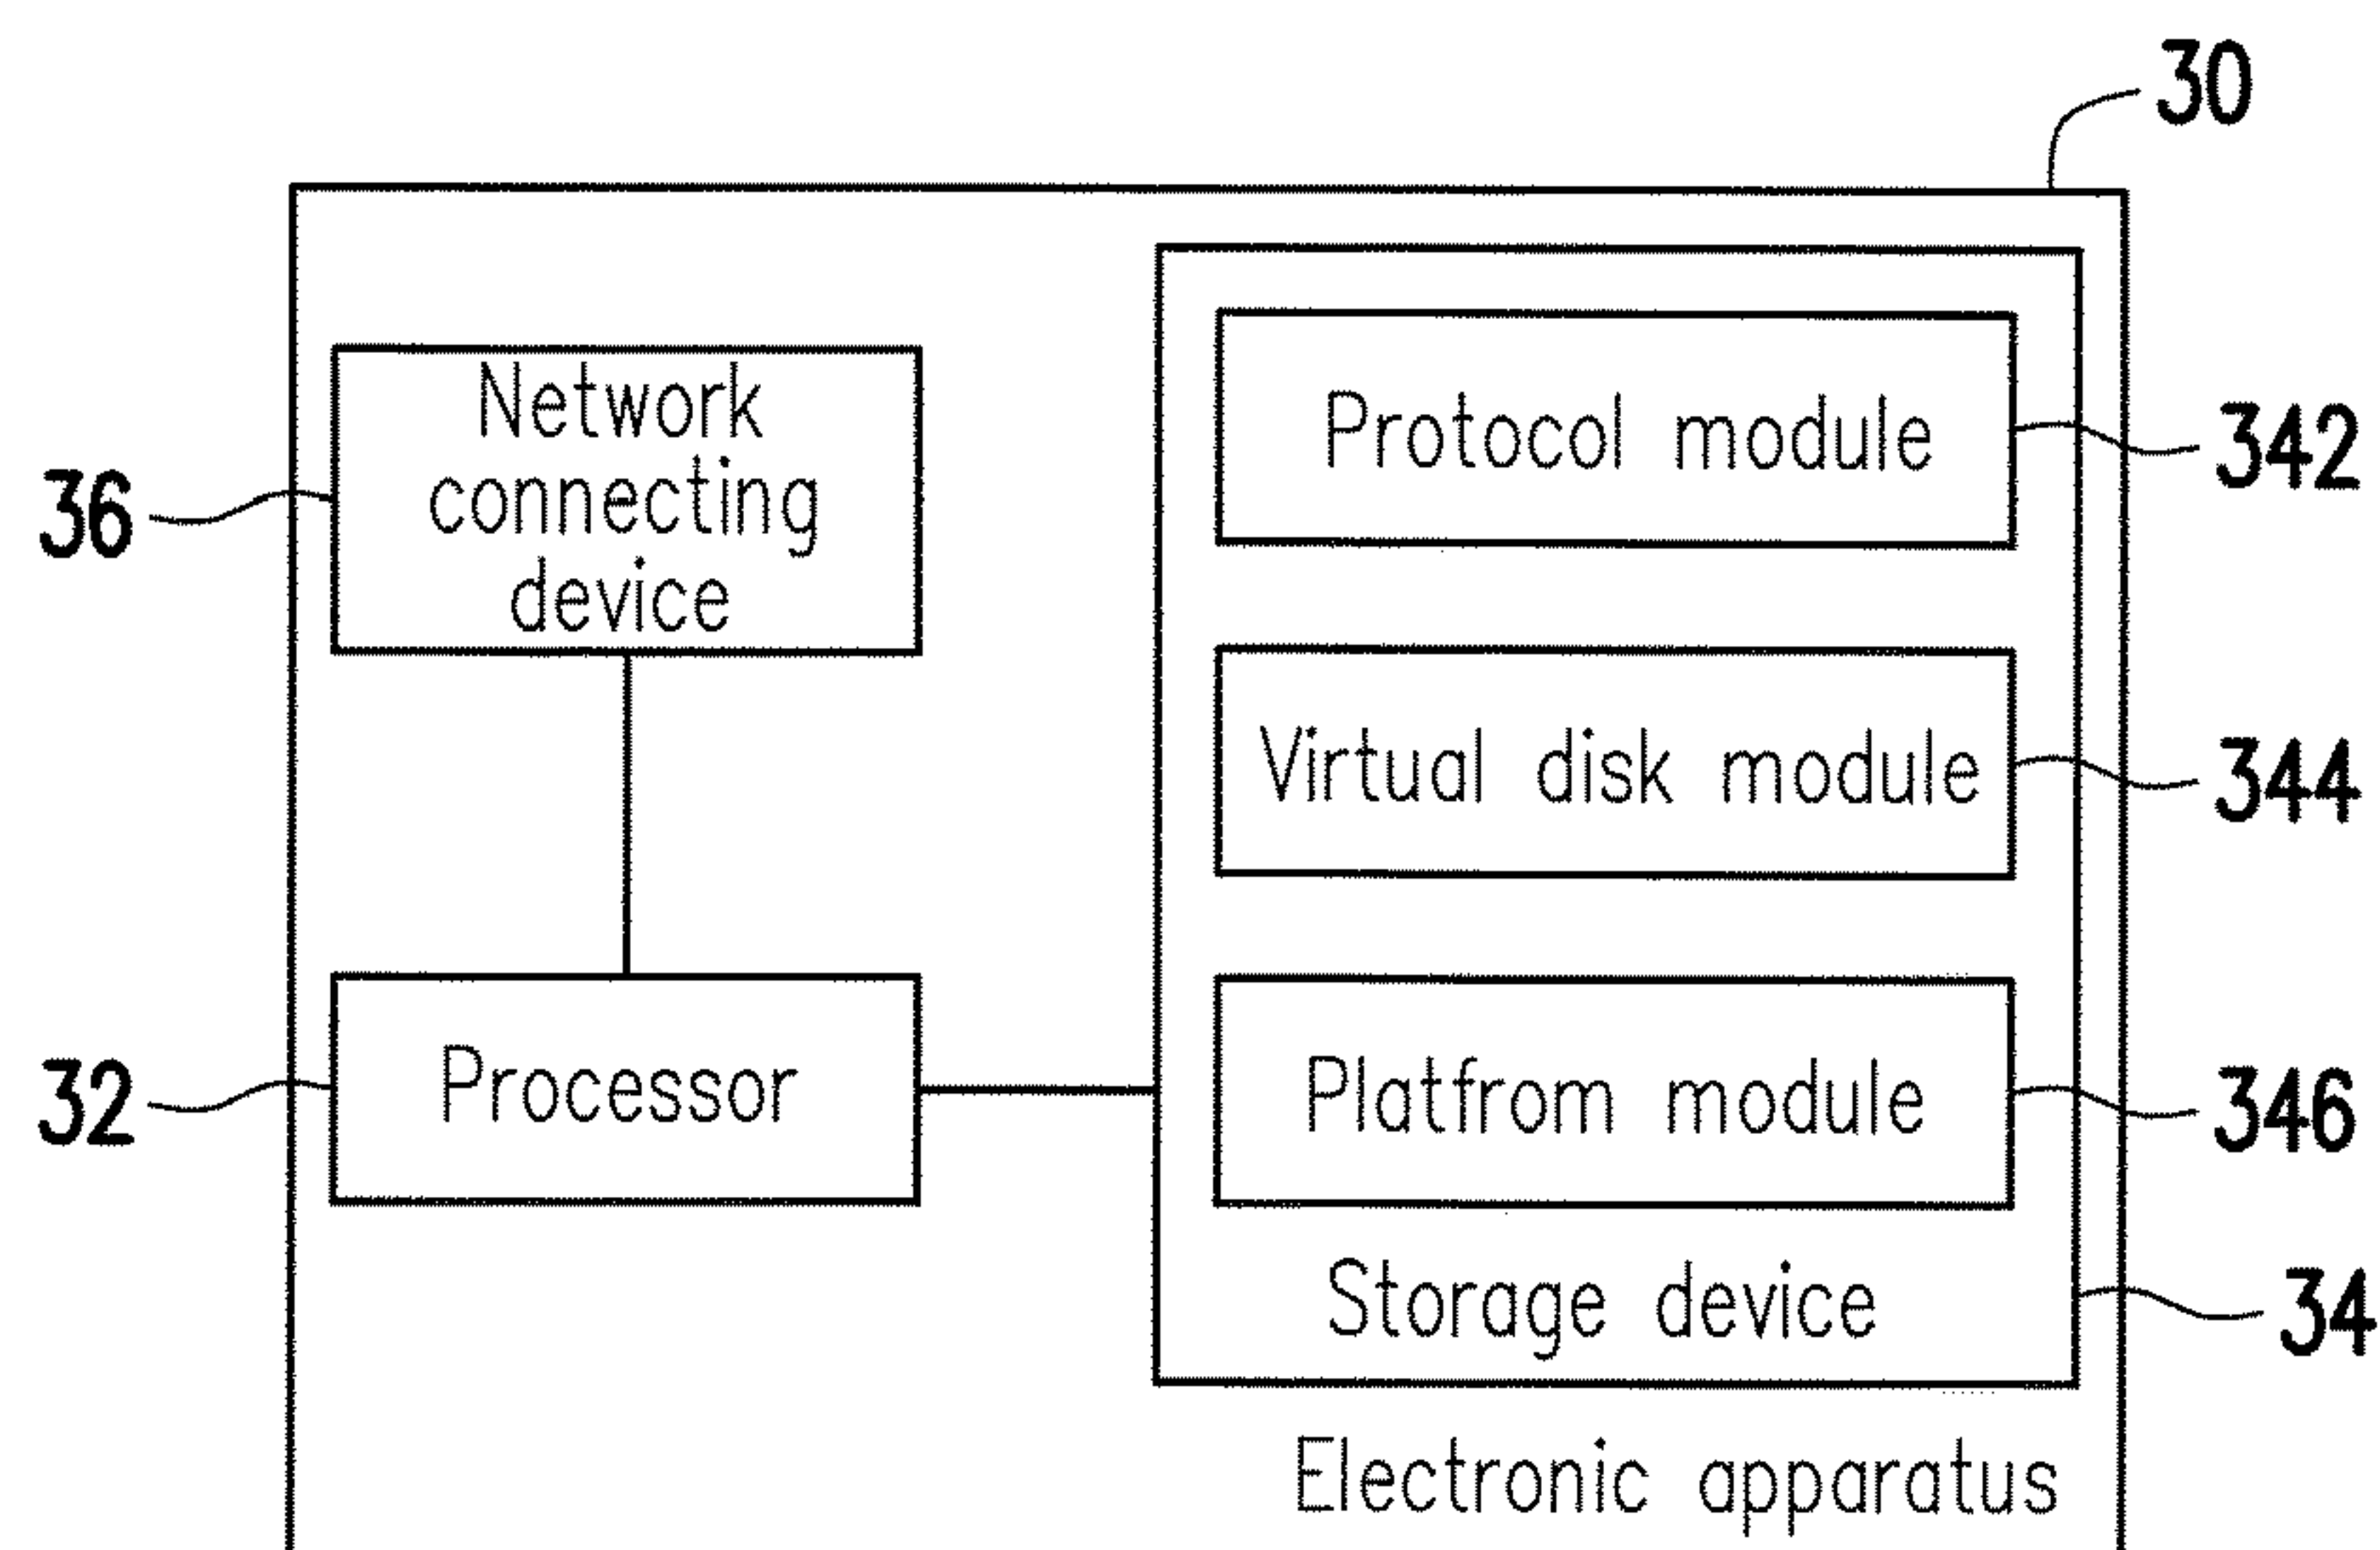 30
Network
connecting
device
36
Protocol module
342
Virtual disk module
344
Processor
32
Platfrom module
346
Storage device
34
Electronic apparatus